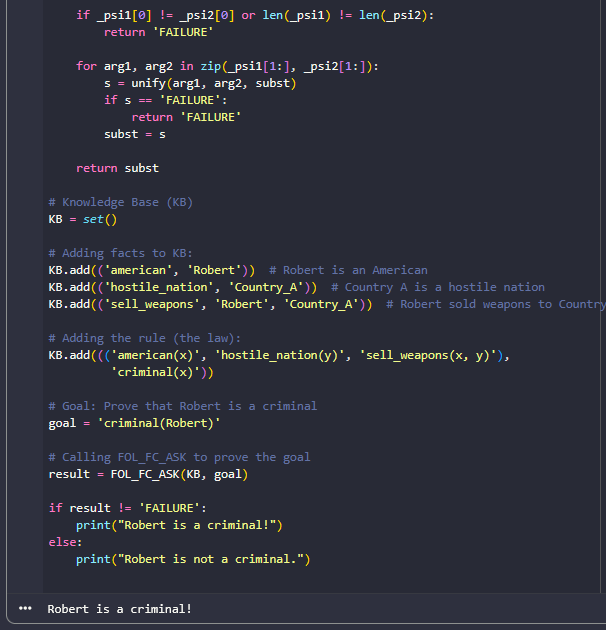 if _psi1[0] != _psi2[0] or len(_psi1) != len(_psi2):
        return 'FAILURE'

    for arg1, arg2 in zip(_psi1[1:], _psi2[1:]):
        s = unify(arg1, arg2, subst)
        if s == 'FAILURE':
            return 'FAILURE'
        subst = s

    return subst

# Knowledge Base (KB)
KB = set()

# Adding facts to KB:
KB.add(('american', 'Robert'))  # Robert is an American
KB.add(('hostile_nation', 'Country_A'))  # Country A is a hostile nation
KB.add(('sell_weapons', 'Robert', 'Country_A'))  # Robert sold weapons to Country

# Adding the rule (the law):
KB.add((('american(x)', 'hostile_nation(y)', 'sell_weapons(x, y)'),
         'criminal(x)'))

# Goal: Prove that Robert is a criminal
goal = 'criminal(Robert)'

# Calling FOL_FC_ASK to prove the goal
result = FOL_FC_ASK(KB, goal)

if result != 'FAILURE':
    print("Robert is a criminal!")
else:
    print("Robert is not a criminal.")

Robert is a criminal!